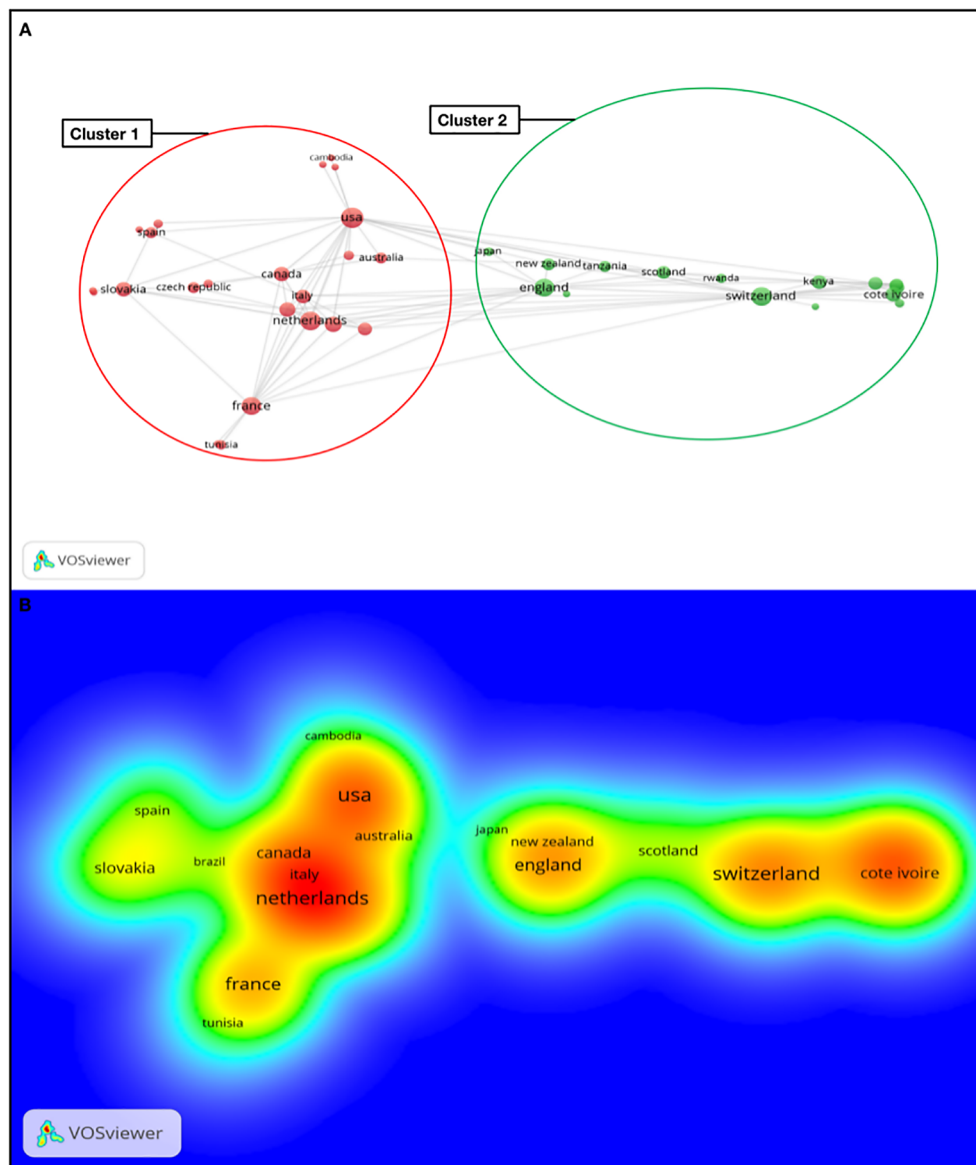 A
Cluster 1
Cluster 2
cambodia
usa
spain
japan
australia
new zealand
tanzania
canada
scotland
rwanda
kenya
slovakia
czech republic
england
italy
switzerland
cote ivoire
netherlands
france
tunisia
VOSviewer
B
cambodia
usa
spain
japan
australia
new zealand
canada
scotland
brazil
england
slovakia
italy
switzerland
cote ivoire
netherlands
france
tunisia
VOSviewer